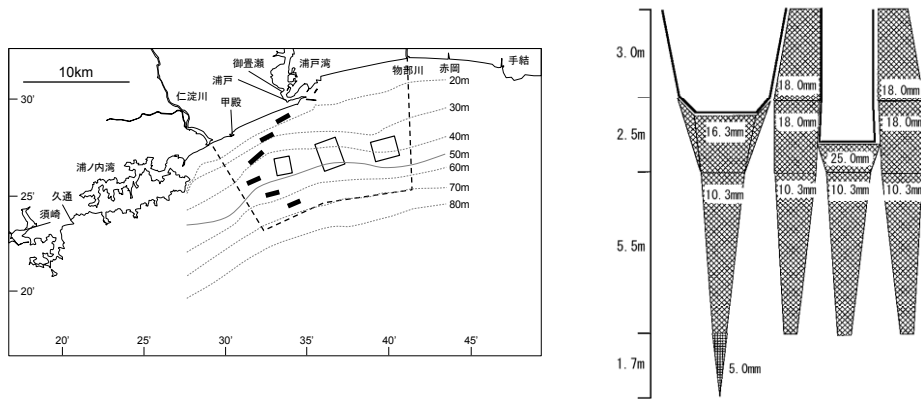 10km
御畳瀬
浦戸湾
浦戸
物部川
赤岡
手結
仁淀川
甲殿
浦ノ内湾
久通
須崎
30'
25'
20'
20m
30m
40m
50m
60m
70m
80m
20'
25'
30'
35'
40'
45'
3.0m
2.5m
5.5m
1.7m
18.0mm
18.0mm
16.3mm
18.0mm
18.0mm
25.0mm
10.3mm
10.3mm
10.3mm
10.3mm
5.0mm